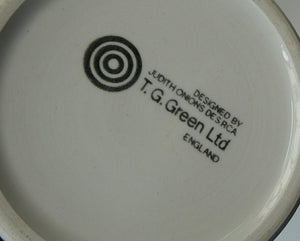 DESIGNED BY
JUDITH ONIONS DES RCA
T. G. Green Ltd
ENGLAND